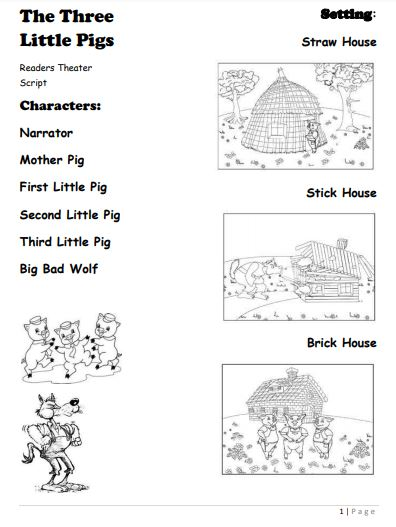 The Three
Little Pigs
Readers Theater
Script
Characters:
Narrator
Mother Pig
First Little Pig
Second Little Pig
Third Little Pig
Big Bad Wolf
Setting:
Straw House
Stick House
Brick House
1 | Page